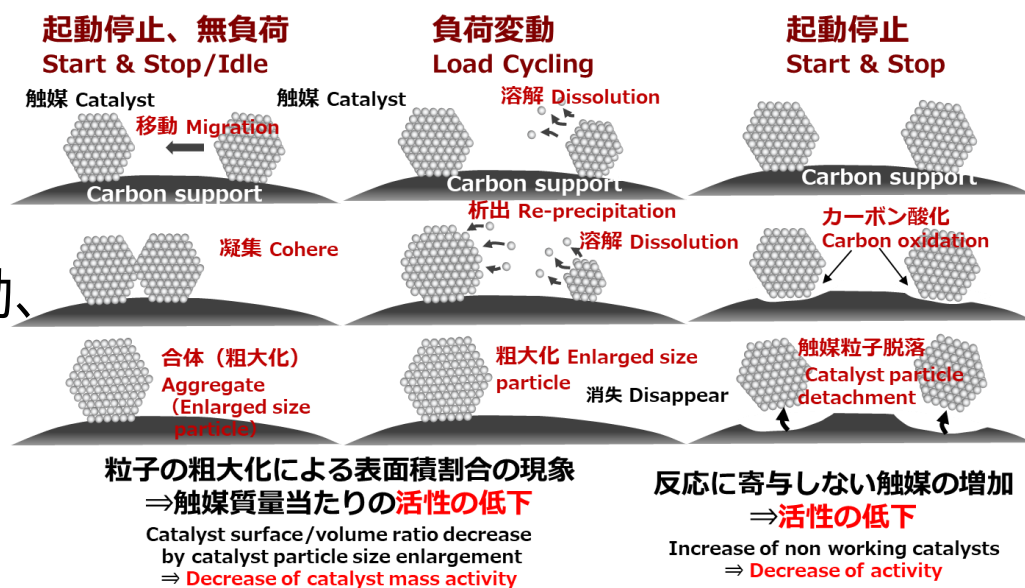 起動停止、無負荷
Start & Stop/Idle
触媒 Catalyst
触媒 Catalyst
移動 Migration
Carbon support
凝集 Cohere
合体（粗大化）
Aggregate
（Enlarged size
particle）
負荷変動
Load Cycling
溶解 Dissolution
Carbon support
析出 Re-precipitation
溶解 Dissolution
粗大化 Enlarged size
particle
消失 Disappear
起動停止
Start & Stop
Carbon support
カーボン酸化
Carbon oxidation
触媒粒子脱落
Catalyst particle
detachment
粒子の粗大化による表面積割合の現象
⇒触媒質量当たりの活性の低下
Catalyst surface/volume ratio decrease
by catalyst particle size enlargement
⇒ Decrease of catalyst mass activity
反応に寄与しない触媒の増加
⇒活性の低下
Increase of non working catalysts
⇒ Decrease of activity